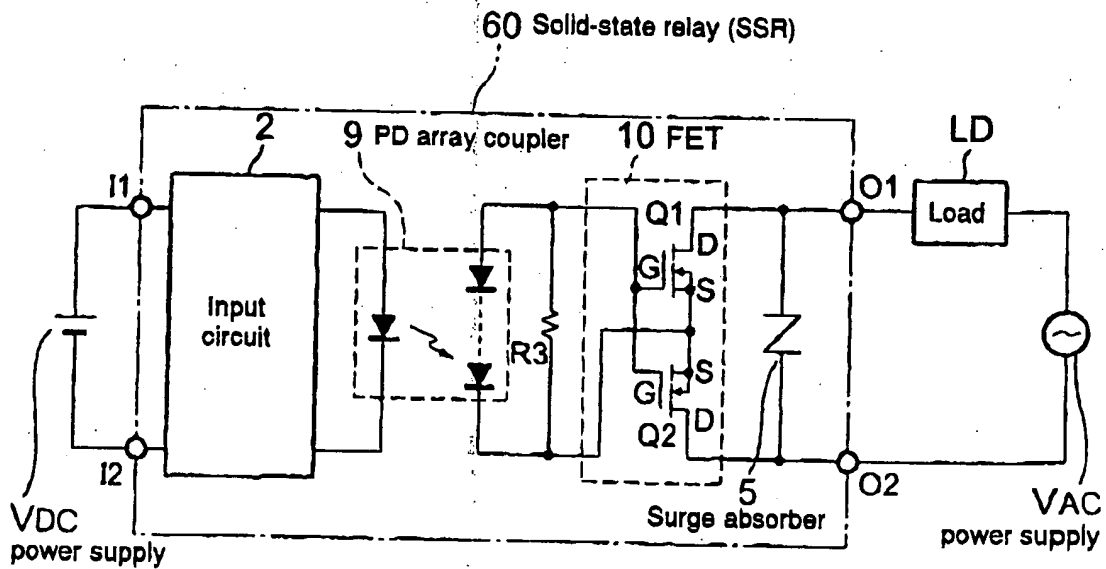 60 Solid-state relay (SSR)
2
9 PD array coupler
10 FET
LD
I1
O1
Q1
Load
D
G
S
Input
circuit
R3
S
G
D
Q2
I2
O2
5
Surge absorber
VDC
power supply
VAC
power supply